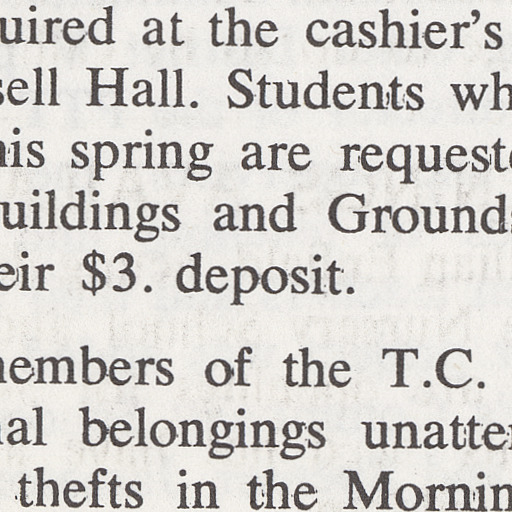 uired at the cashier's
sell Hall. Students wh
his spring are requeste
uildings and Grounds
eir $3. deposit.
members of the T.C.
al belongings unatte
thefts in the Mornin